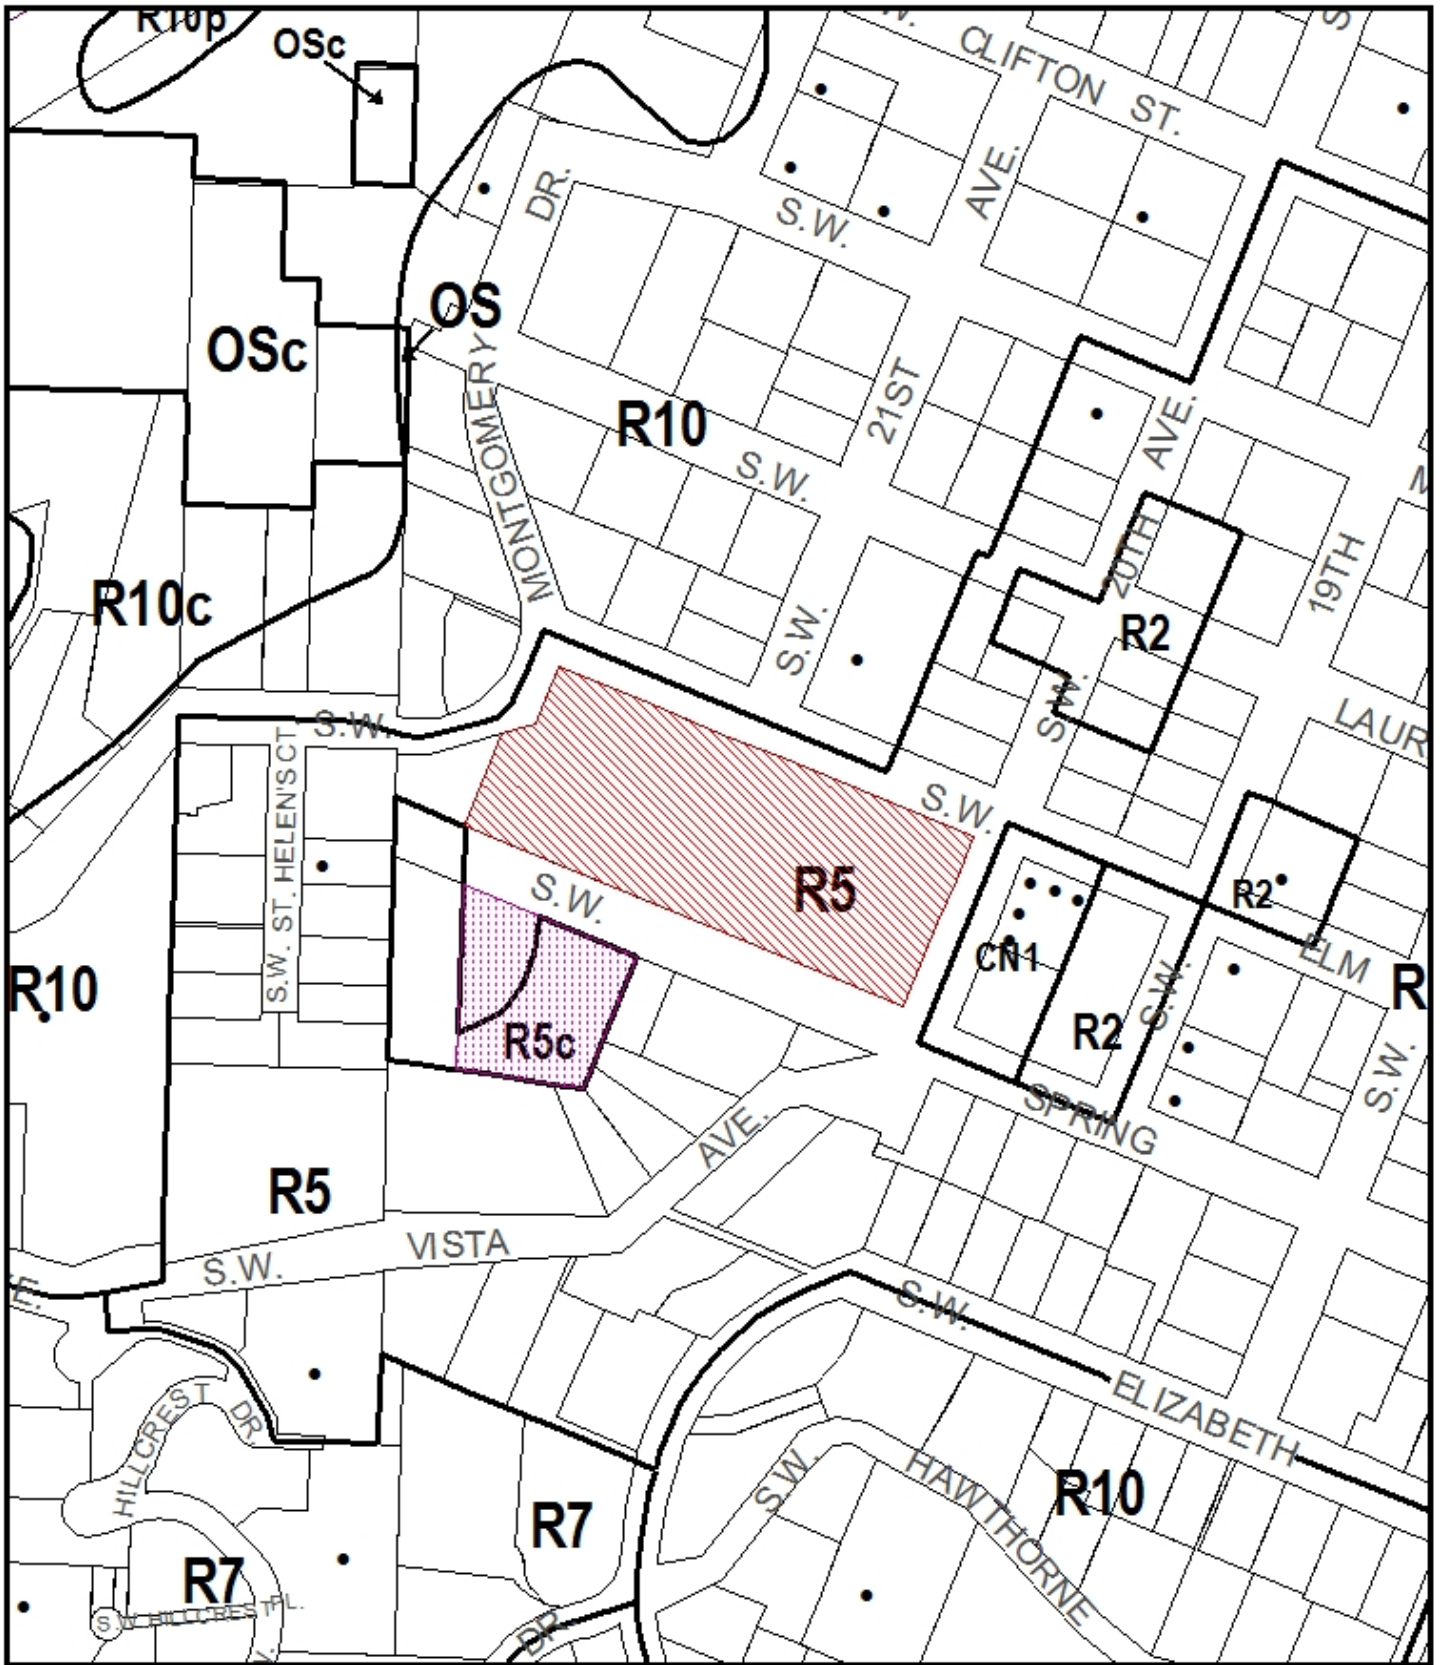 R10p
OSc
CLIFTON ST.
DR.
AVE.
S.W.
OS
OSc
MONTGOMERY
R10
21ST
AVE.
S.W.
20TH
19TH
R10c
S.W.
R2
S.W.
LAUR
S.W.
S.W.
S.W. ST. HELEN'S CT.
R5
S.W.
R2
ELM
CN1
R10
R
S.W.
R5c
R2
S.W.
SPRING
AVE.
R5
VISTA
S.W.
E.
S.W.
ELIZABETH
HILLCREST
DR.
S.W.
HAWTHORNE
R10
R7
R7
S.W. HILLCREST PL.
DR.